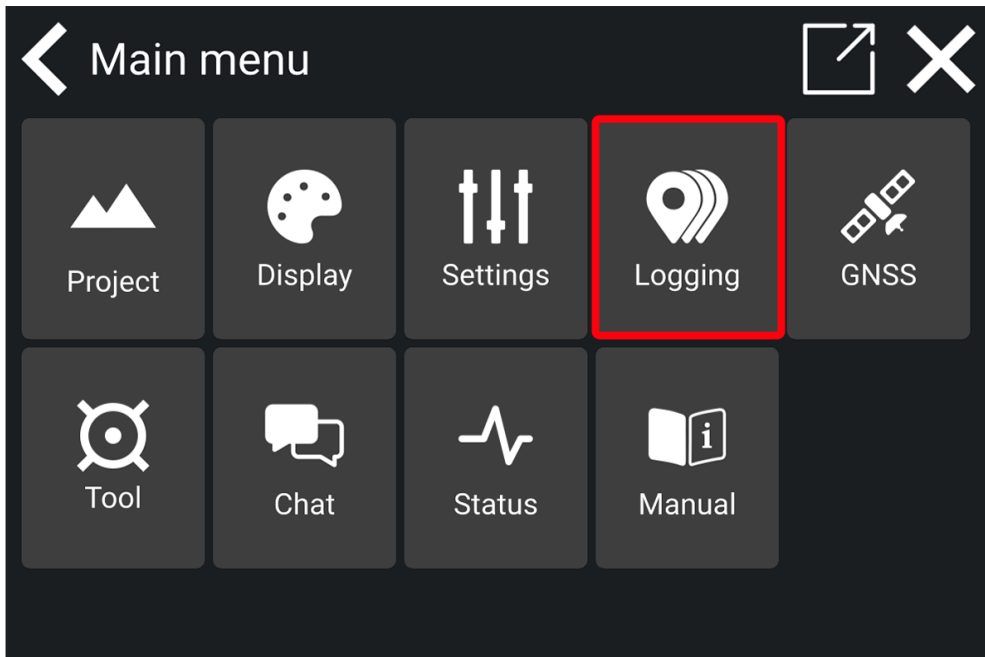 Main menu
Project
Display
Settings
Logging
GNSS
Tool
Chat
Status
Manual